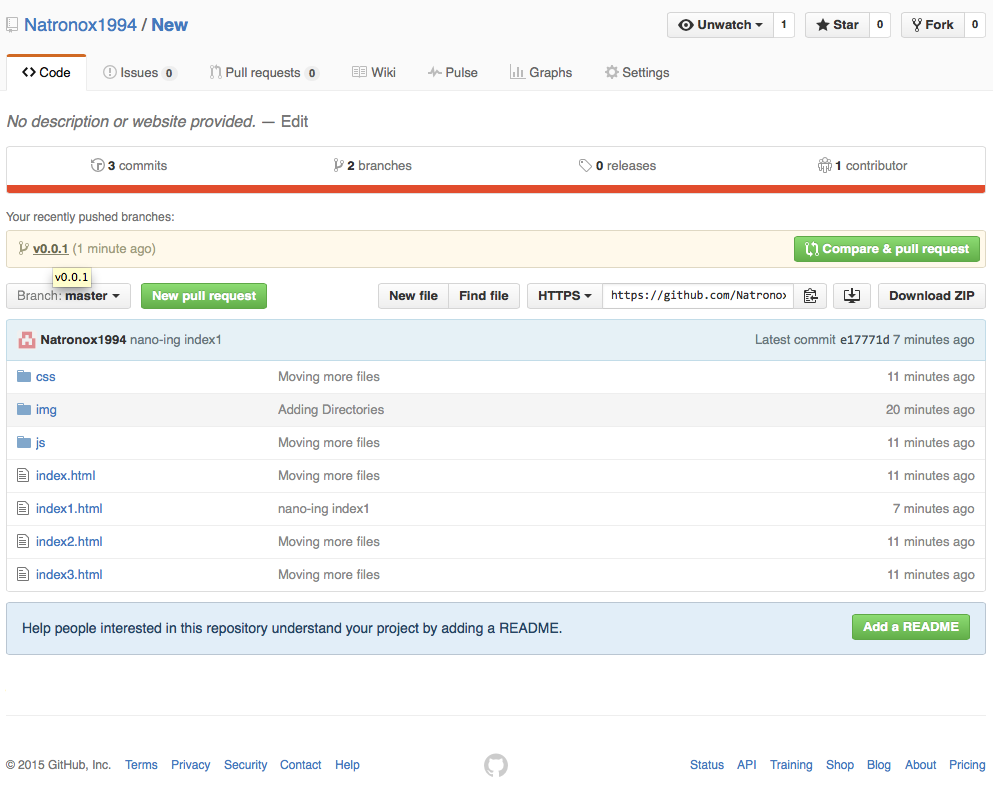 Natronox1994 / New
Unwatch 1 Star 0 Fork 0
Code Issues 0 Pull requests 0 Wiki Pulse Graphs Settings
No description or website provided. — Edit
3 commits 2 branches 0 releases 1 contributor
Your recently pushed branches:
v0.0.1 (1 minute ago) Compare & pull request
v0.0.1
Branch: master New pull request New file Find file HTTPS https://github.com/Natronox Download ZIP
Natronox1994 nano-ing index1 Latest commit e17771d 7 minutes ago
css Moving more files 11 minutes ago
img Adding Directories 20 minutes ago
js Moving more files 11 minutes ago
index.html Moving more files 11 minutes ago
index1.html nano-ing index1 7 minutes ago
index2.html Moving more files 11 minutes ago
index3.html Moving more files 11 minutes ago
Help people interested in this repository understand your project by adding a README. Add a README
© 2015 GitHub, Inc. Terms Privacy Security Contact Help Status API Training Shop Blog About Pricing